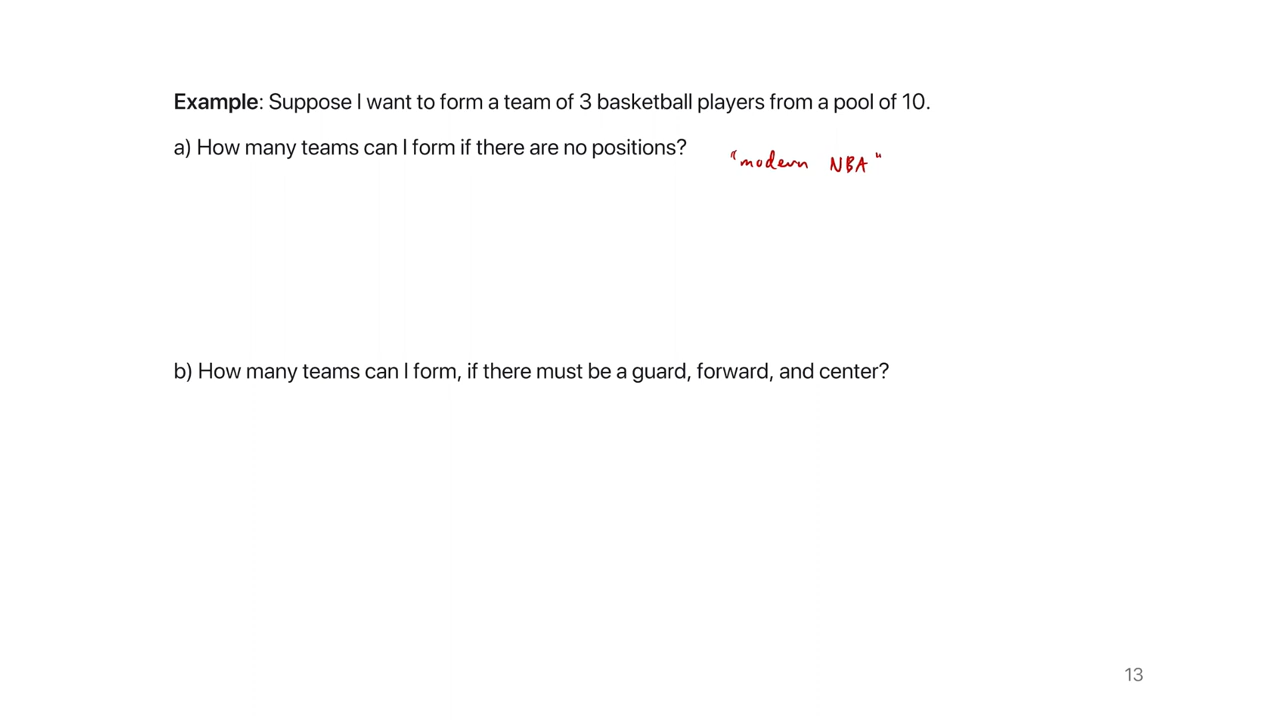 Example: Suppose I want to form a team of 3 basketball players from a pool of 10.
a) How many teams can I form if there are no positions?
"modern NBA"
b) How many teams can I form, if there must be a guard, forward, and center?
13